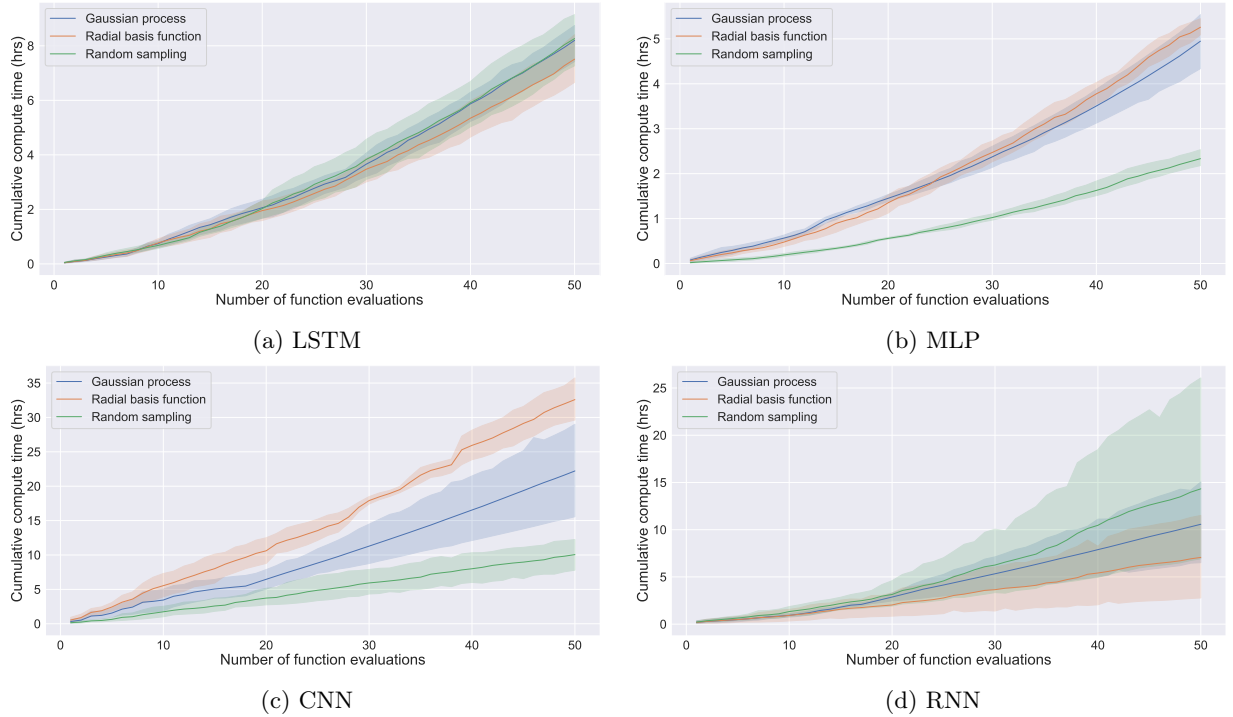 Gaussian process
Radial basis function
Random sampling
Cumulative compute time (hrs)
8
6
4
2
0
0 10 20 30 40 50
Number of function evaluations
(a) LSTM
Gaussian process
Radial basis function
Random sampling
Cumulative compute time (hrs)
5
4
3
2
1
0
0 10 20 30 40 50
Number of function evaluations
(b) MLP
Gaussian process
Radial basis function
Random sampling
Cumulative compute time (hrs)
35
30
25
20
15
10
5
0
0 10 20 30 40 50
Number of function evaluations
(c) CNN
Gaussian process
Radial basis function
Random sampling
Cumulative compute time (hrs)
25
20
15
10
5
0
0 10 20 30 40 50
Number of function evaluations
(d) RNN